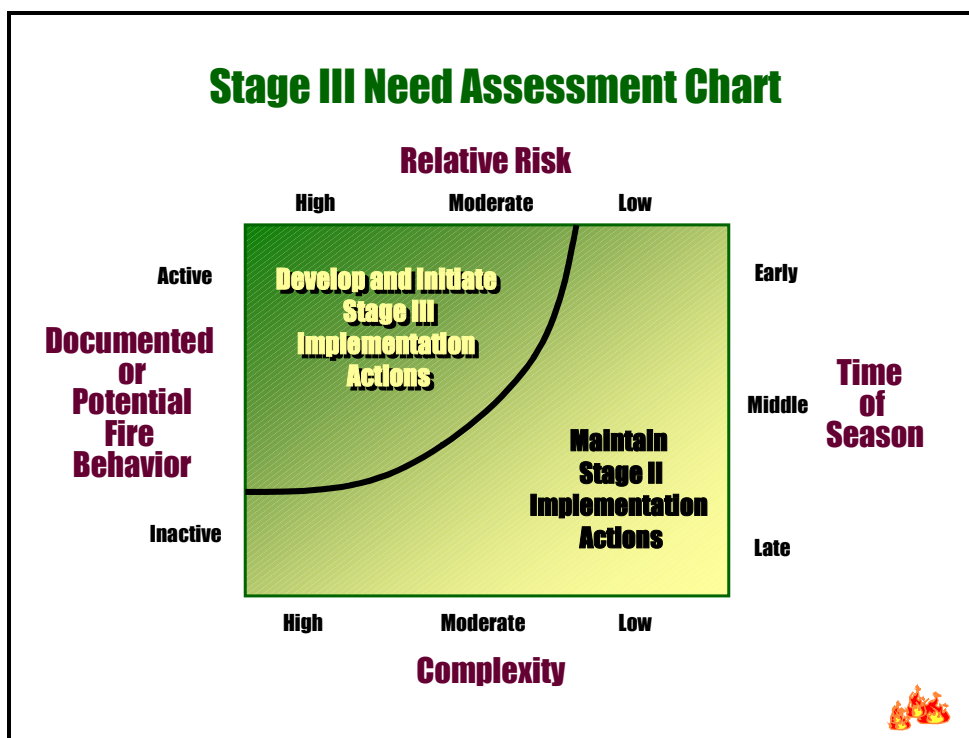 Stage III Need Assessment Chart
Relative Risk
High Moderate Low
Active
Documented
or
Potential
Fire
Behavior
Inactive
Develop and Initiate
Stage III
Implementation
Actions
Maintain
Stage II
Implementation
Actions
Early
Middle
Late
Time
of
Season
High Moderate Low
Complexity